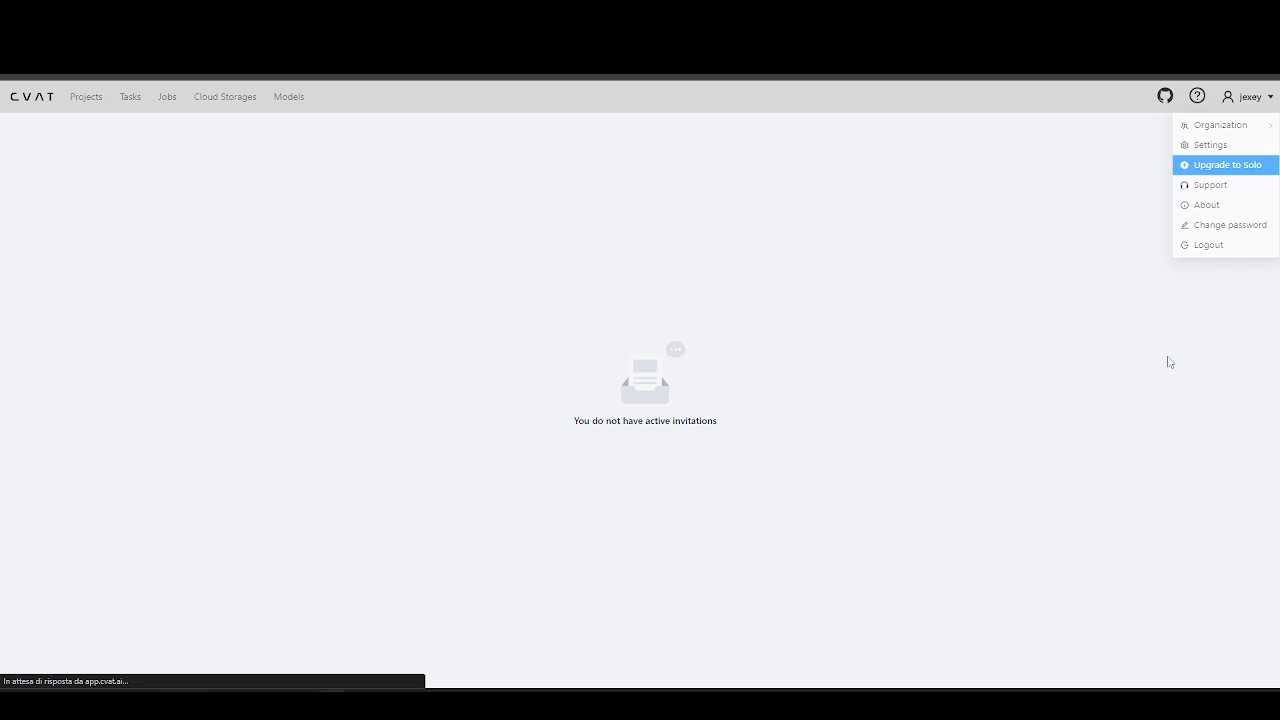 CVAT Projects Tasks Jobs Cloud Storages Models jexey
Organization
Settings
Upgrade to Solo
Support
About
Change password
Logout
You do not have active invitations
In attesa di risposta da app.cvat.ai...